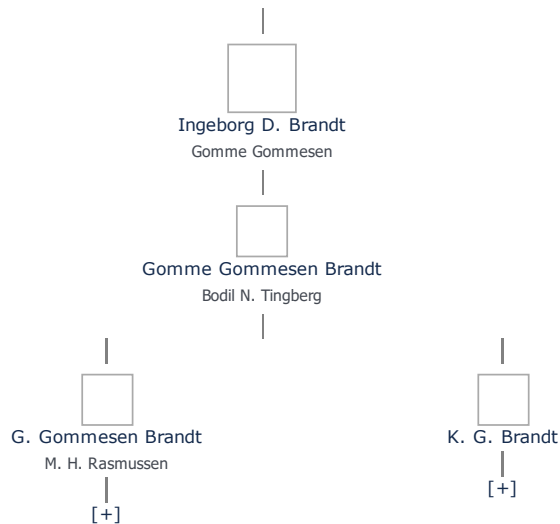 Ingeborg D. Brandt
Gomme Gommesen
Gomme Gommesen Brandt
Bodil N. Tingberg
G. Gommesen Brandt
M. H. Rasmussen
[+]
K. G. Brandt
[+]